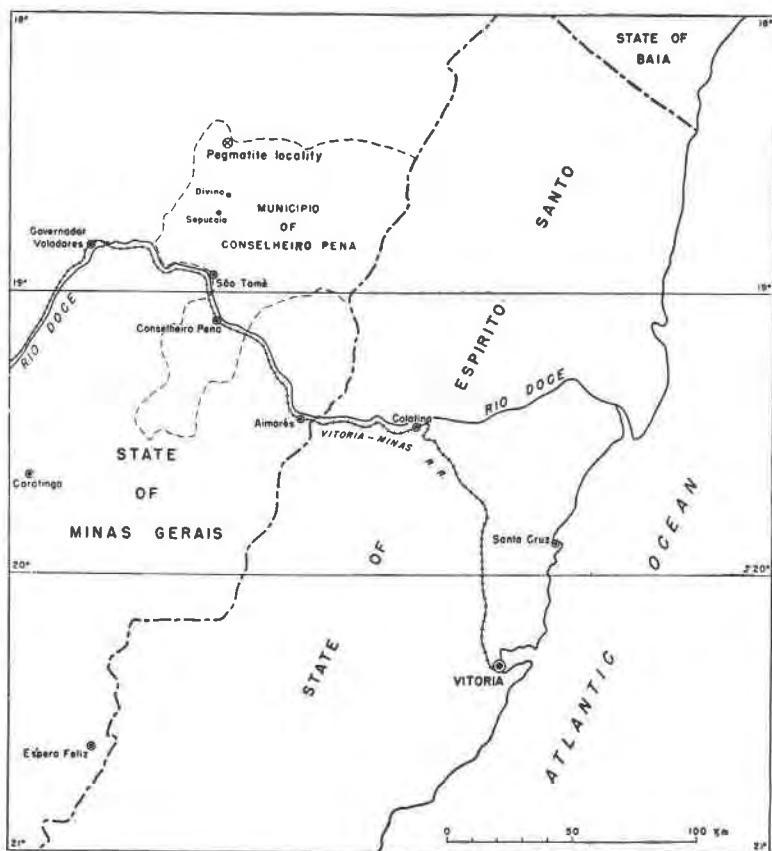 18°
18°
STATE OF
BAIA
Pegmatite locality
Divino
Sapucaia
MUNICIPIO
OF
CONSELHEIRO PENA
SANTO
Governador
Valadares
São Tomé
19°
19°
Conselheiro Pena
RIO DOCE
ESPIRITO
RIO DOCE
Aimorés
Colatina
VITORIA-MINAS R.R.
STATE
OF
MINAS GERAIS
Caratinga
Santa Cruz
OF
OCEAN
20°
20°
STATE
VITORIA
ATLANTIC
Espera Feliz
0 50 100 Km
21°
21°